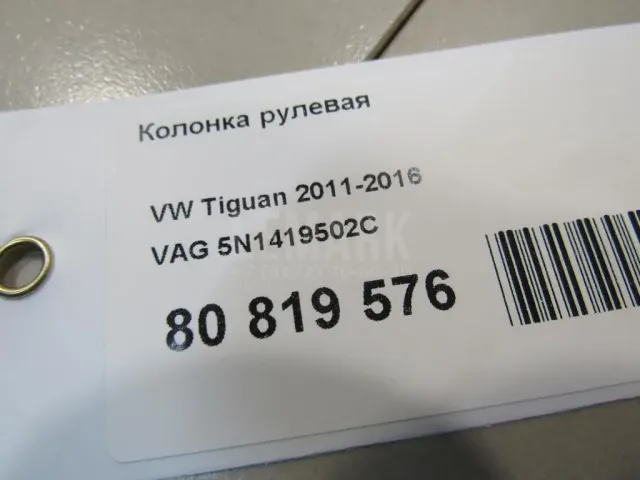 Колонка рулевая
VW Tiguan 2011-2016
VAG 5N1419502C
80 819 576